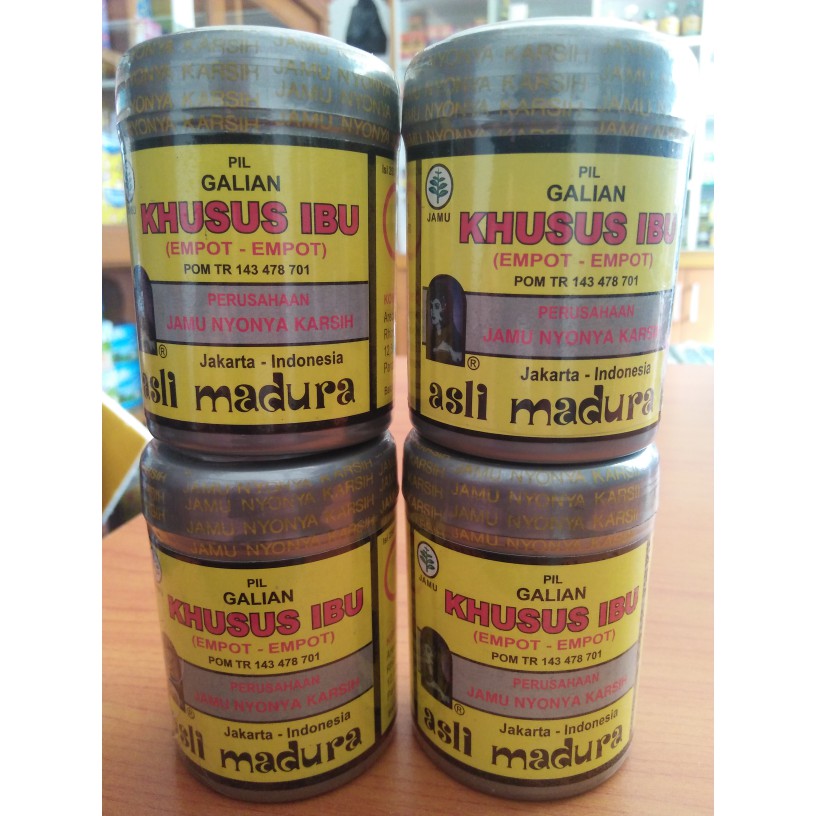 JAMU NYONYA KARSIH
PIL
GALIAN
KHUSUS IBU
(EMPOT - EMPOT)
POM TR 143 478 701
PERUSAHAAN
JAMU NYONYA KARSIH
®
Jakarta - Indonesia
asli madura
JAMU NYONYA KARSIH
JAMU
PIL
GALIAN
KHUSUS IBU
(EMPOT - EMPOT)
POM TR 143 478 701
PERUSAHAAN
JAMU NYONYA KARSIH
®
Jakarta - Indonesia
asli madura
JAMU NYONYA KARSIH
PIL
GALIAN
KHUSUS IBU
(EMPOT - EMPOT)
POM TR 143 478 701
PERUSAHAAN
JAMU NYONYA KARSIH
®
Jakarta - Indonesia
asli madura
JAMU NYONYA KARSIH
JAMU
PIL
GALIAN
KHUSUS IBU
(EMPOT - EMPOT)
POM TR 143 478 701
PERUSAHAAN
JAMU NYONYA KARSIH
®
Jakarta - Indonesia
asli madura